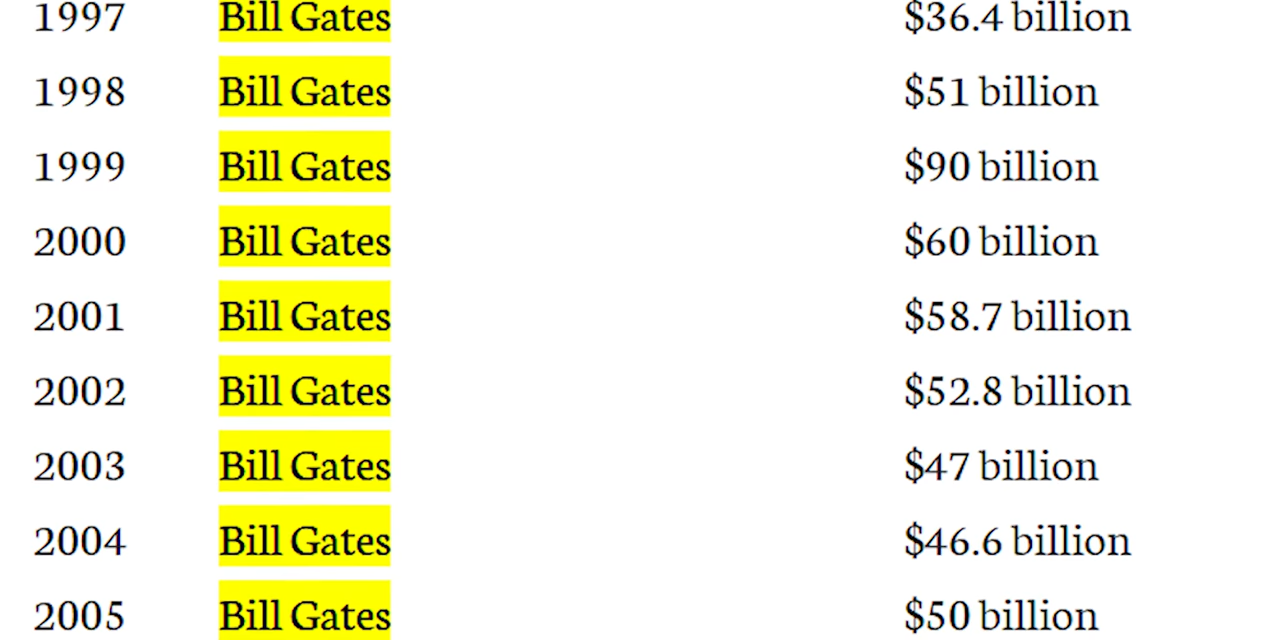 1997 Bill Gates $36.4 billion
1998 Bill Gates $51 billion
1999 Bill Gates $90 billion
2000 Bill Gates $60 billion
2001 Bill Gates $58.7 billion
2002 Bill Gates $52.8 billion
2003 Bill Gates $47 billion
2004 Bill Gates $46.6 billion
2005 Bill Gates $50 billion